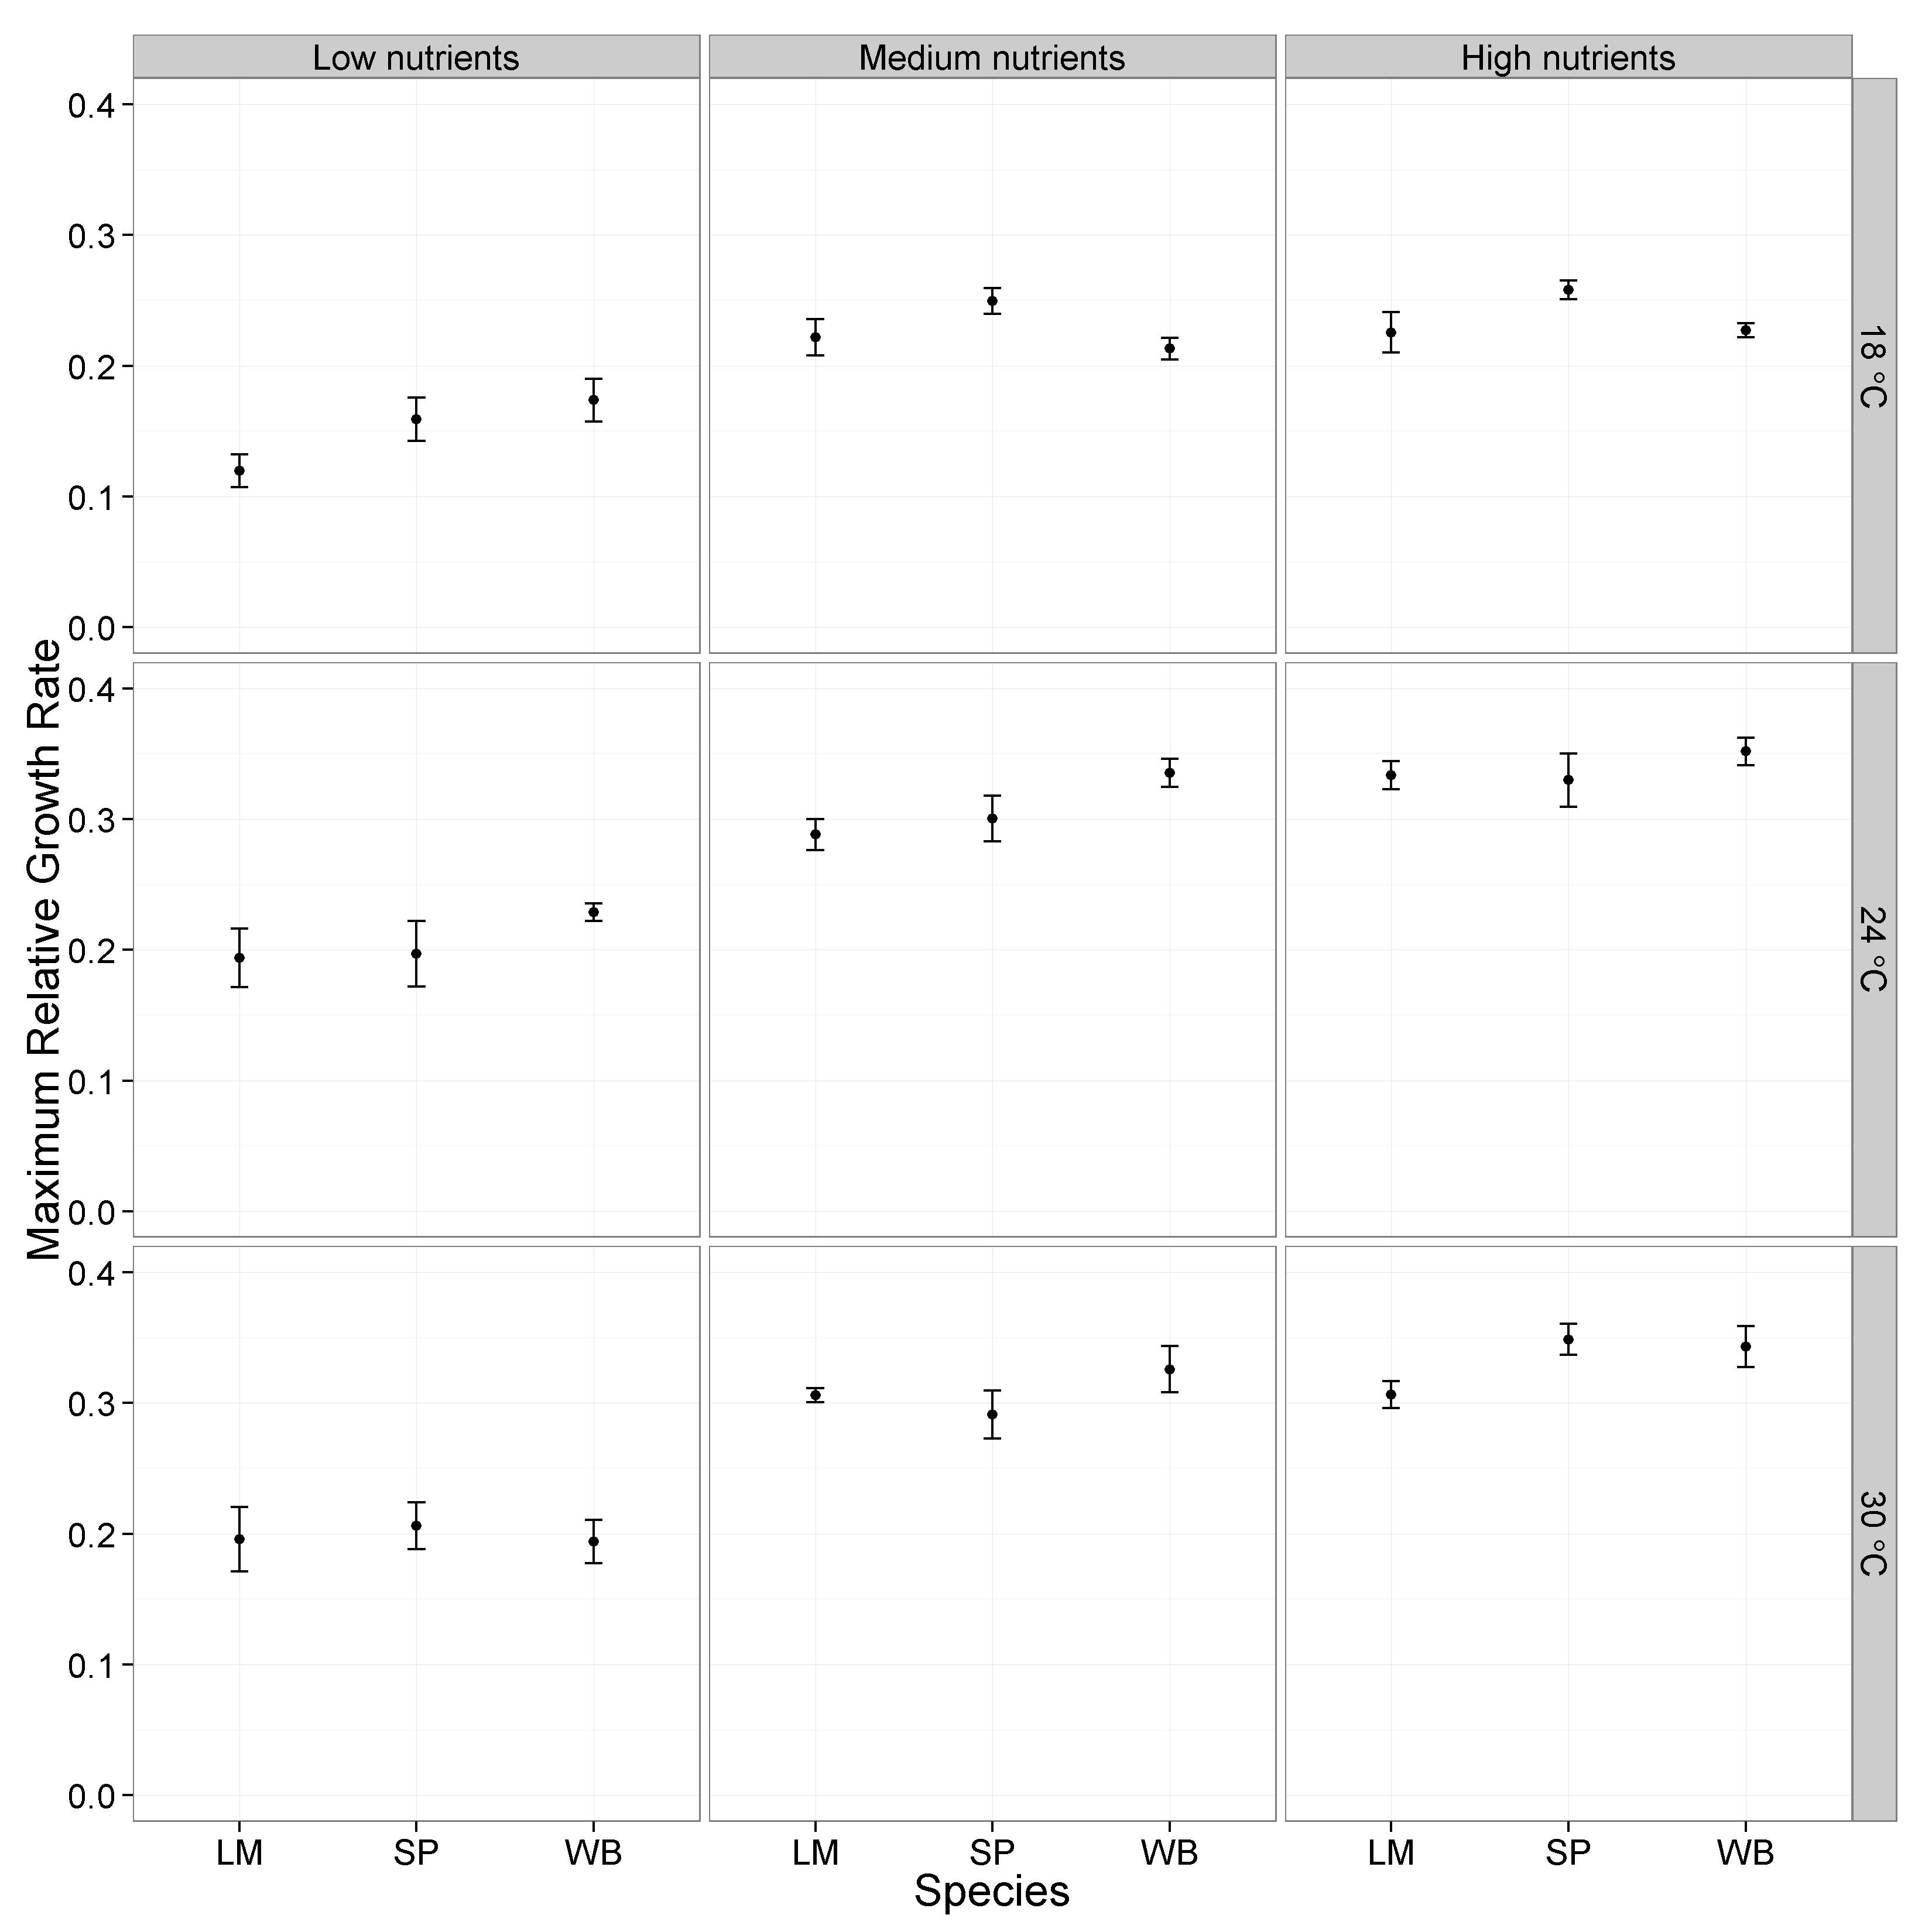 Low nutrients
Medium nutrients
High nutrients
0.4
0.3
0.2
0.1
0.0
18 °C
0.4
0.3
0.2
0.1
0.0
24 °C
0.4
0.3
0.2
0.1
0.0
30 °C
Maximum Relative Growth Rate
LM SP WB
LM SP WB
LM SP WB
Species